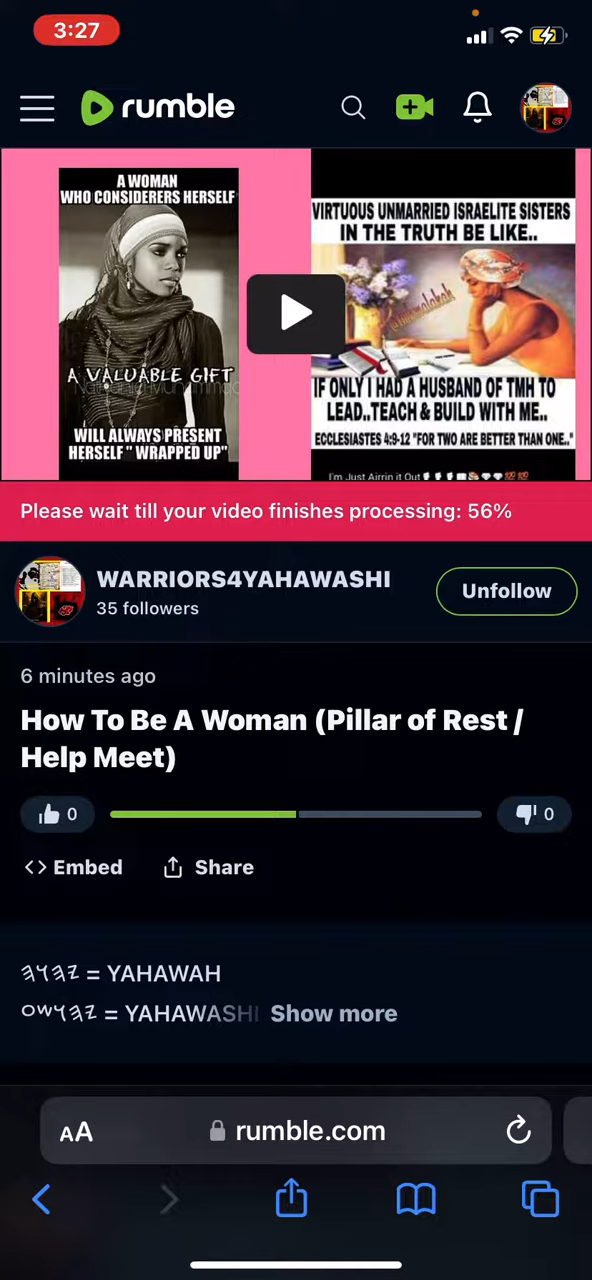 3:27
rumble
A WOMAN
WHO CONSIDERERS HERSELF
A VALUABLE GIFT
WILL ALWAYS PRESENT
HERSELF "WRAPPED UP"
VIRTUOUS UNMARRIED ISRAELITE SISTERS
IN THE TRUTH BE LIKE..
IF ONLY I HAD A HUSBAND OF TMH TO
LEAD..TEACH & BUILD WITH ME..
ECCLESIASTES 4:9-12 "FOR TWO ARE BETTER THAN ONE.."
I'm Just Airrin it Out
Please wait till your video finishes processing: 56%
WARRIORS4YAHAWASHI
35 followers
Unfollow
6 minutes ago
How To Be A Woman (Pillar of Rest /
Help Meet)
0
0
<> Embed
Share
𐤉𐤄𐤅𐤄 = YAHAWAH
𐤉𐤄𐤅𐤔𐤏 = YAHAWASHI Show more
AA
rumble.com